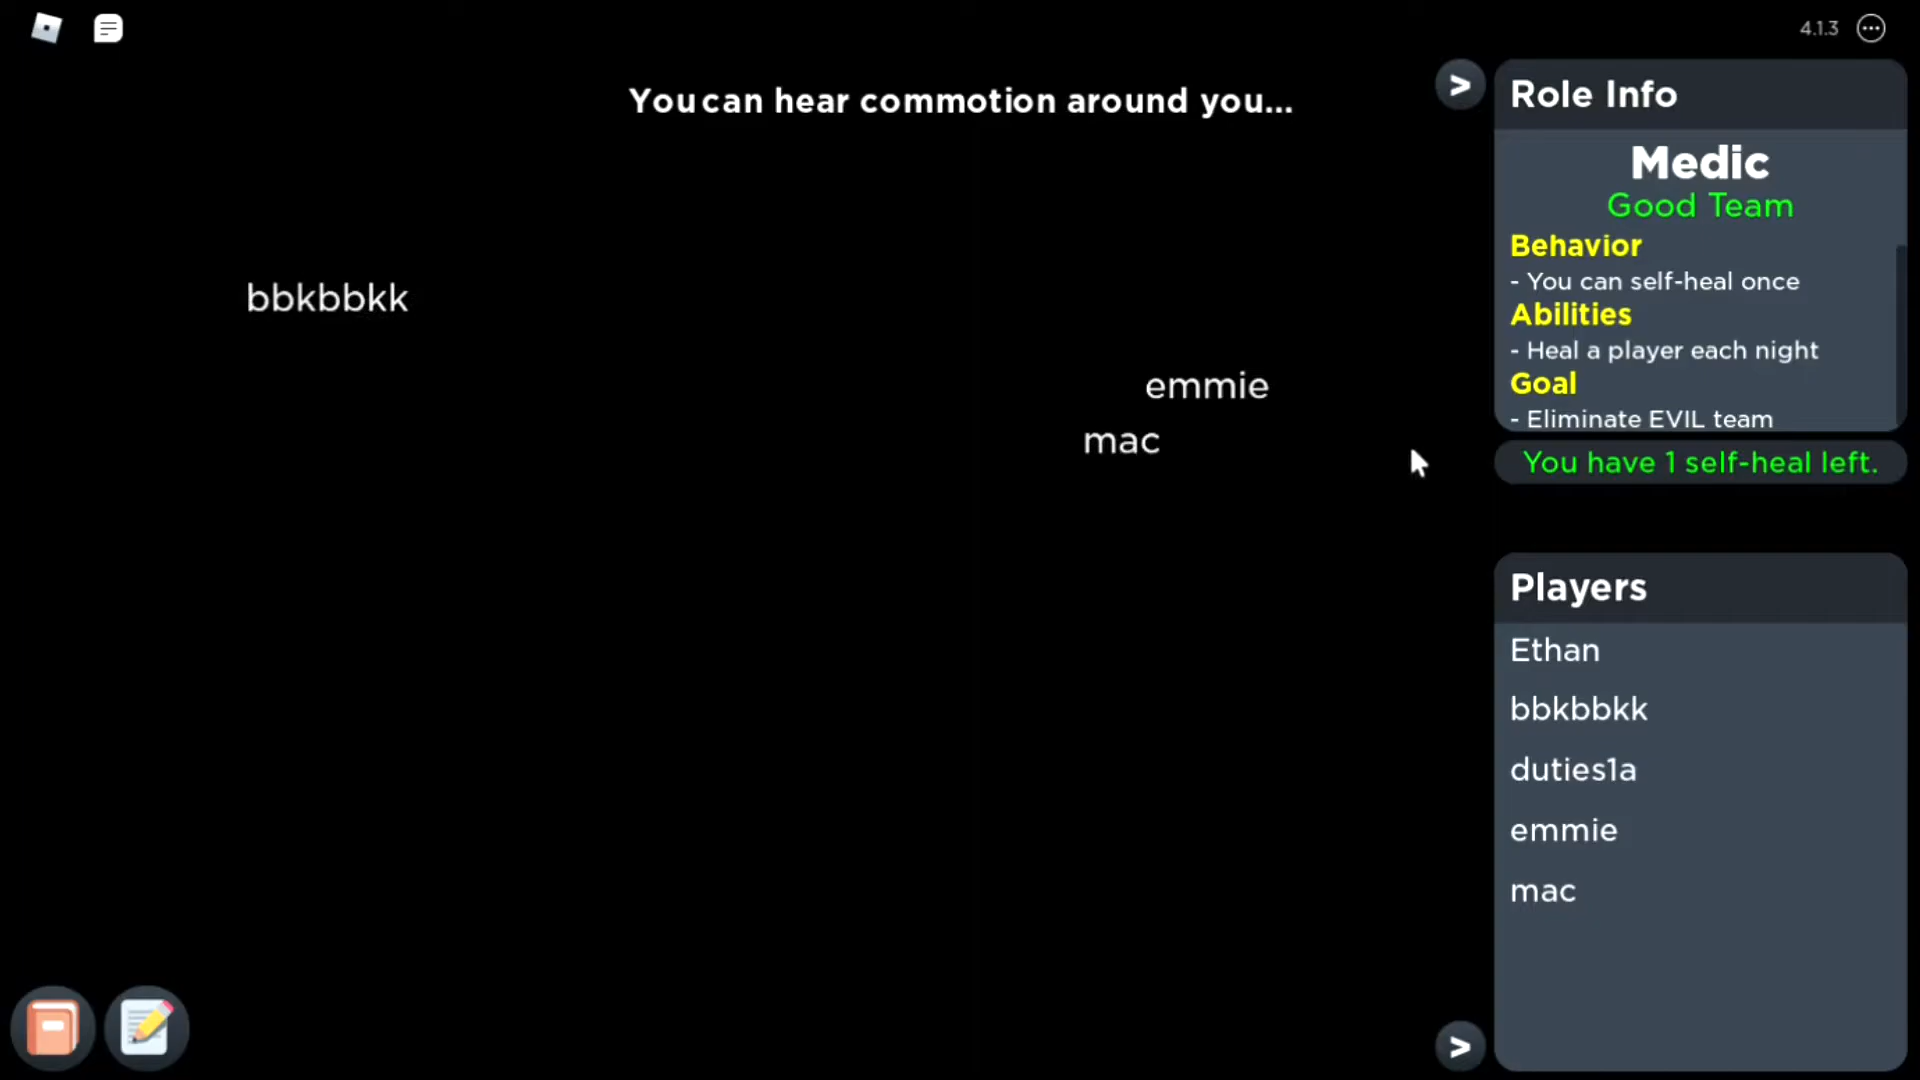 4.1.3
You can hear commotion around you...
bbkbbkk
emmie
mac
>
Role Info
Medic
Good Team
Behavior
- You can self-heal once
Abilities
- Heal a player each night
Goal
- Eliminate EVIL team
You have 1 self-heal left.
Players
Ethan
bbkbbkk
duties1a
emmie
mac
>